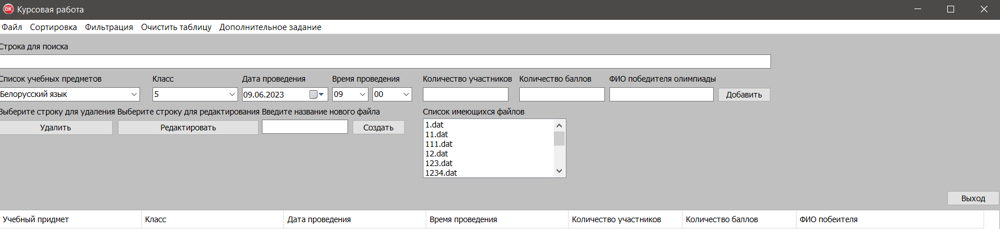 DX Курсовая работа
Файл Сортировка Фильтрация Очистить таблицу Дополнительное задание
Строка для поиска
Список учебных предметов Класс Дата проведения Время проведения Количество участников Количество баллов ФИО победителя олимпиады
Белорусский язык 5 09.06.2023 09 00 Добавить
Выберите строку для удаления Выберите строку для редактирования Введите название нового файла Список имеющихся файлов
Удалить Редактировать Создать
1.dat
11.dat
111.dat
12.dat
123.dat
1234.dat
Выход
Учебный придмет Класс Дата проведения Время проведения Количество участников Количество баллов ФИО побеителя